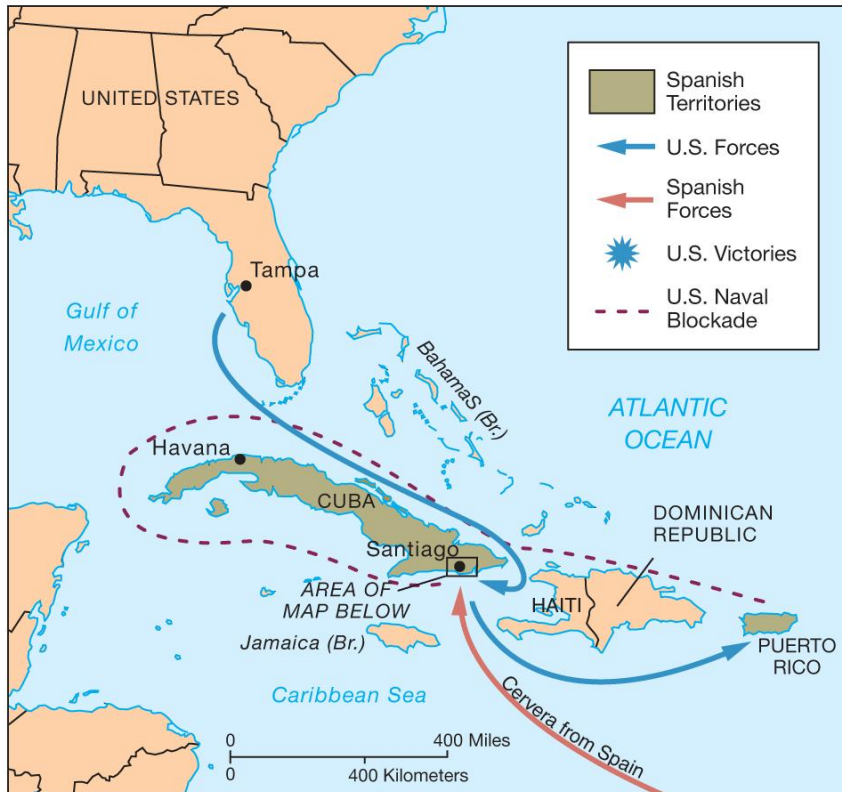 UNITED STATES
Tampa
Gulf of
Mexico
BahamaS (Br.)
ATLANTIC
OCEAN
Havana
CUBA
Santiago
DOMINICAN
REPUBLIC
AREA OF
MAP BELOW
HAITI
Jamaica (Br.)
PUERTO
RICO
Caribbean Sea
Cervera from Spain
0 400 Miles
0 400 Kilometers
Spanish
Territories
U.S. Forces
Spanish
Forces
U.S. Victories
U.S. Naval
Blockade